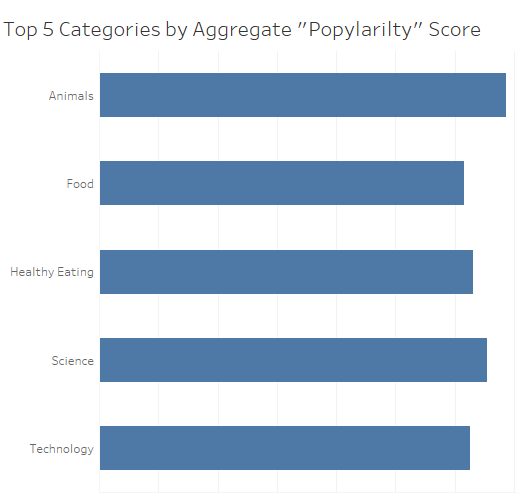 Top 5 Categories by Aggregate "Popylarilty" Score
Animals
Food
Healthy Eating
Science
Technology